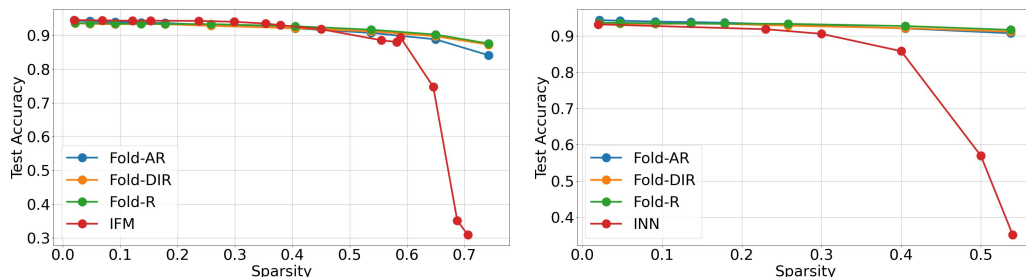 Test Accuracy
0.9
0.8
0.7
0.6
0.5
0.4
0.3
Fold-AR
Fold-DIR
Fold-R
IFM
0.0 0.1 0.2 0.3 0.4 0.5 0.6 0.7
Sparsity
Test Accuracy
0.9
0.8
0.7
0.6
0.5
0.4
Fold-AR
Fold-DIR
Fold-R
INN
0.0 0.1 0.2 0.3 0.4 0.5
Sparsity